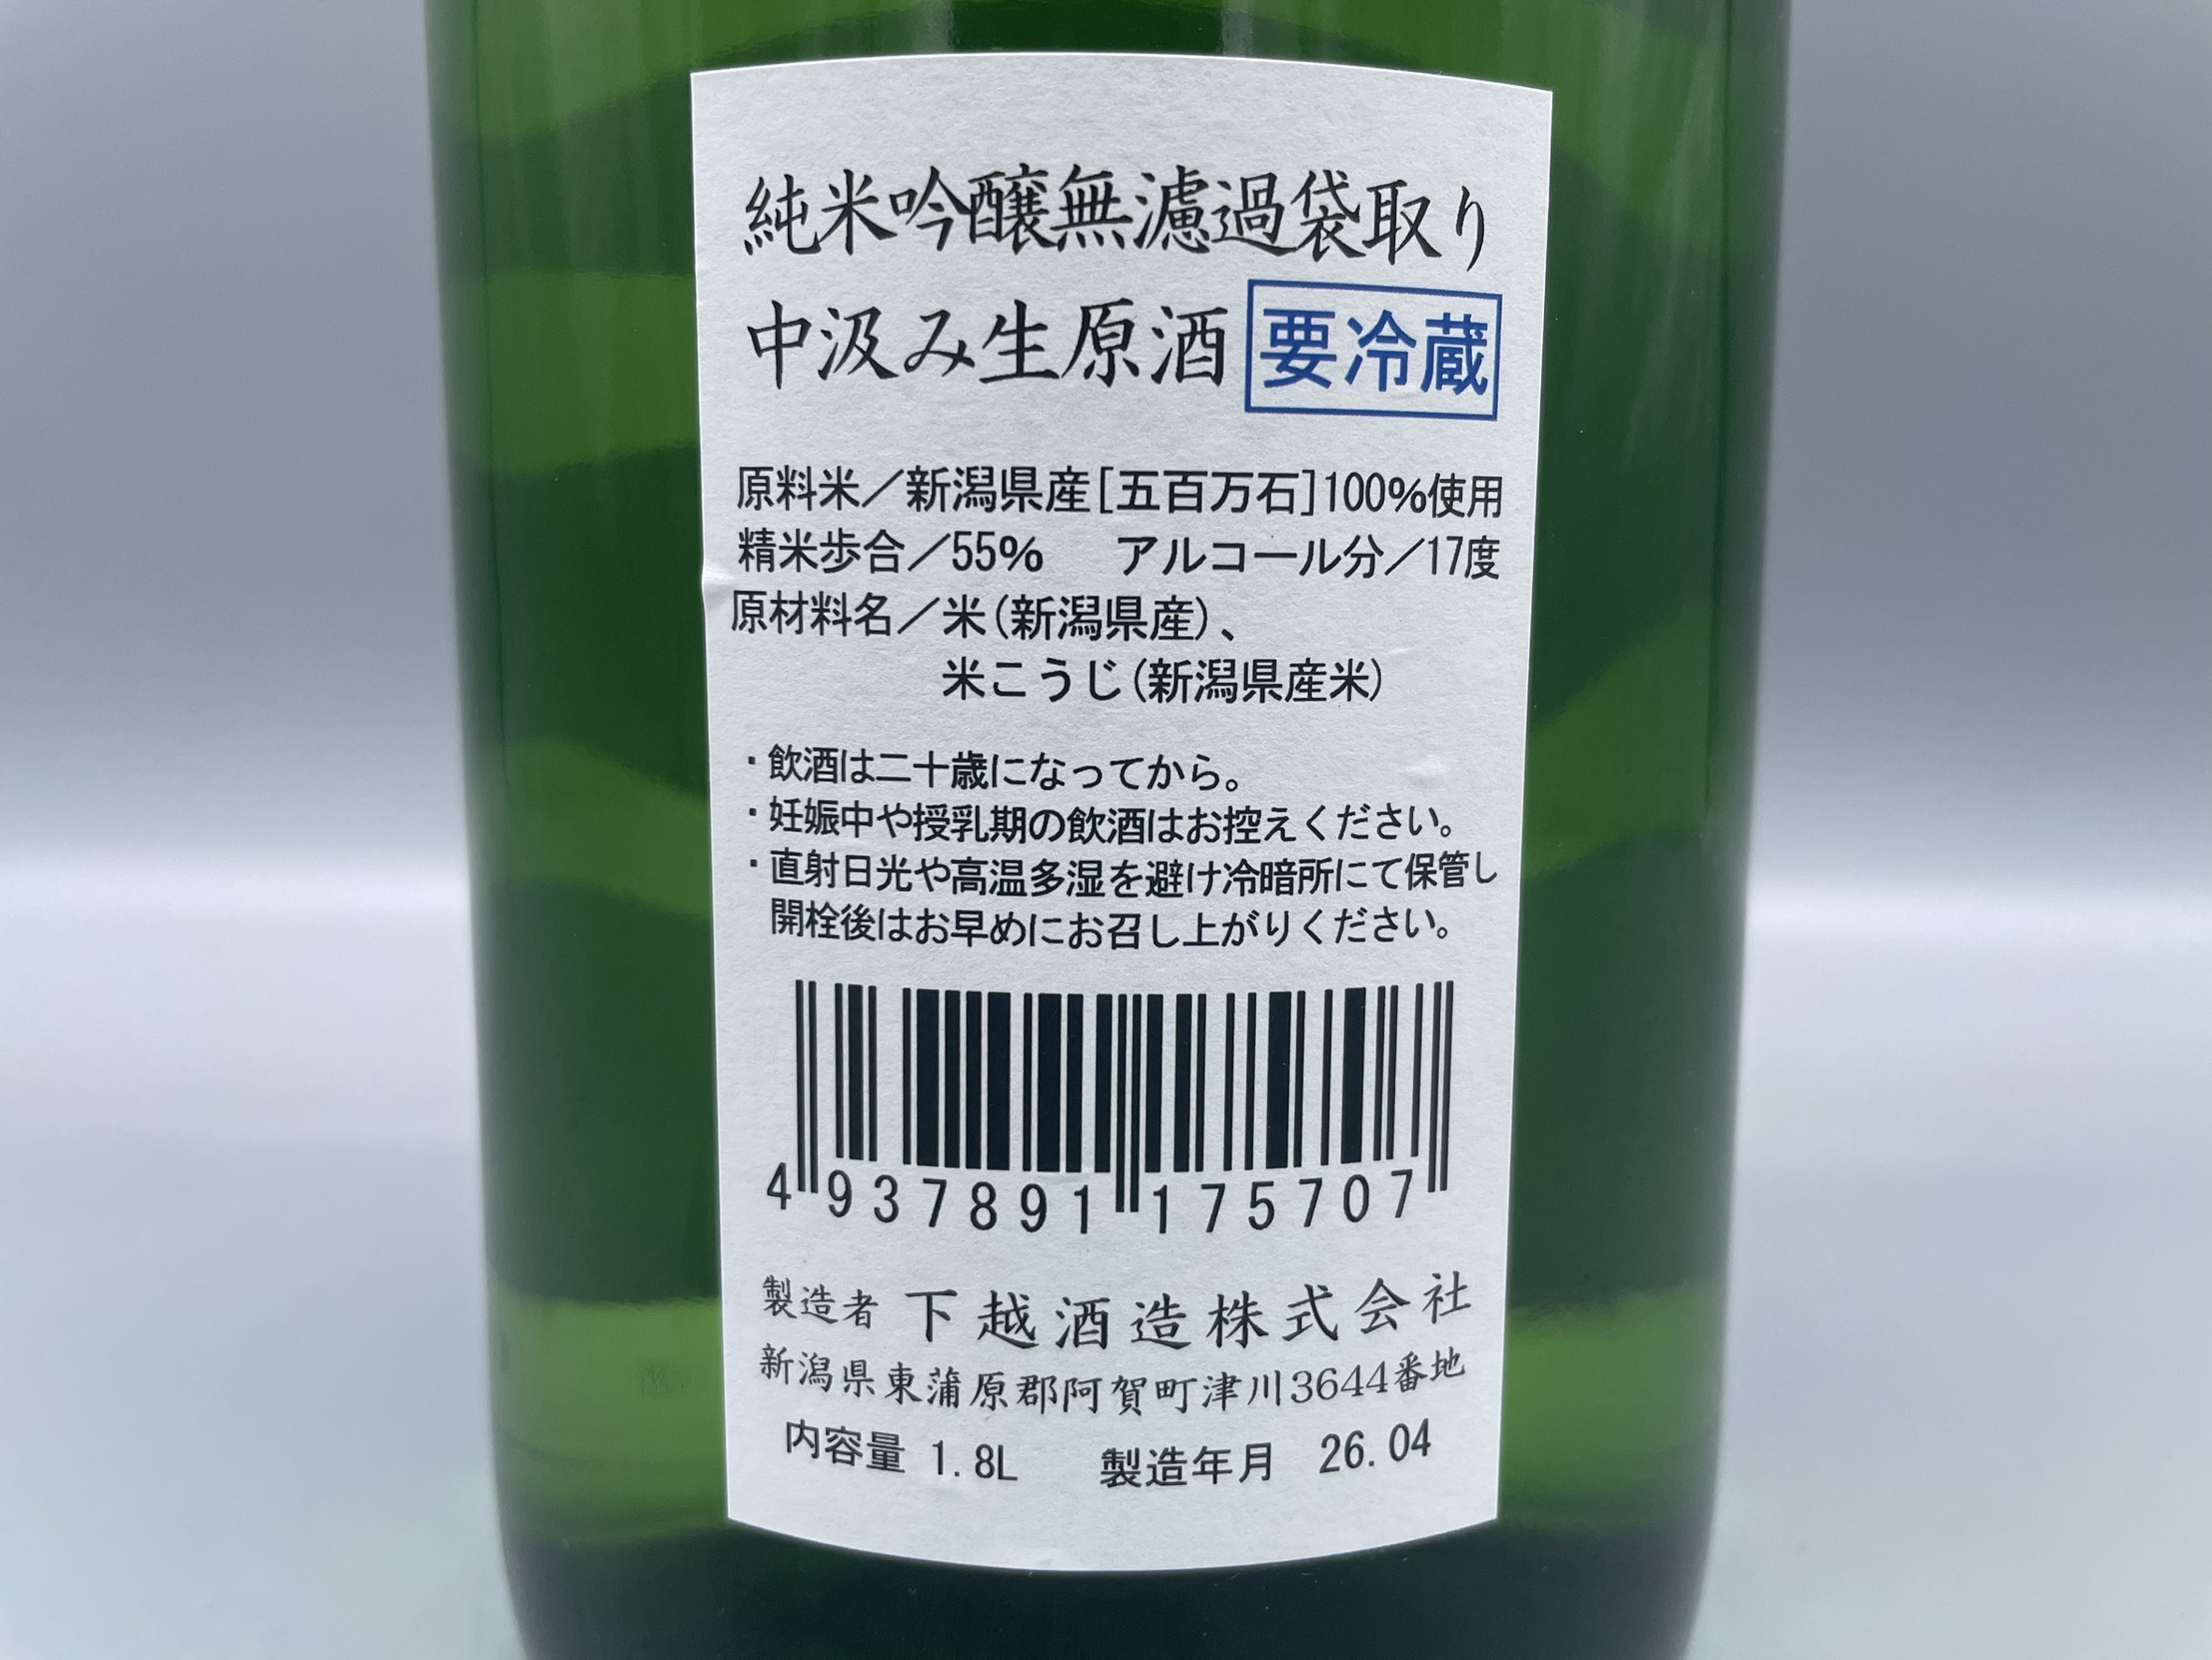 純米吟醸無濾過袋取り
中汲み生原酒 要冷蔵
原料米／新潟県産[五百万石]100%使用
精米歩合／55% アルコール分／17度
原材料名／米(新潟県産)、
米こうじ(新潟県産米)
・飲酒は二十歳になってから。
・妊娠中や授乳期の飲酒はお控えください。
・直射日光や高温多湿を避け冷暗所にて保管し
開栓後はお早めにお召し上がりください。
4 937891 175707
製造者 下越酒造株式会社
新潟県東蒲原郡阿賀町津川3644番地
内容量 1.8L 製造年月 26.04